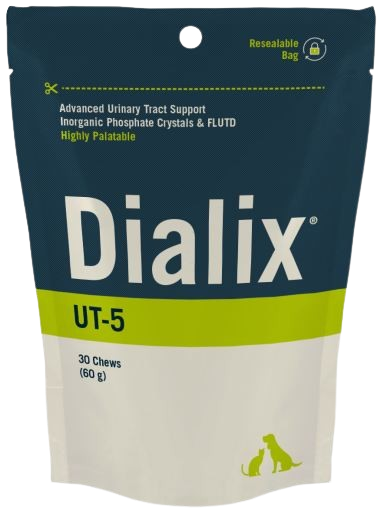 Resealable
Bag
Advanced Urinary Tract Support
Inorganic Phosphate Crystals & FLUTD
Highly Palatable
Dialix®
UT-5
30 Chews
(60 g)